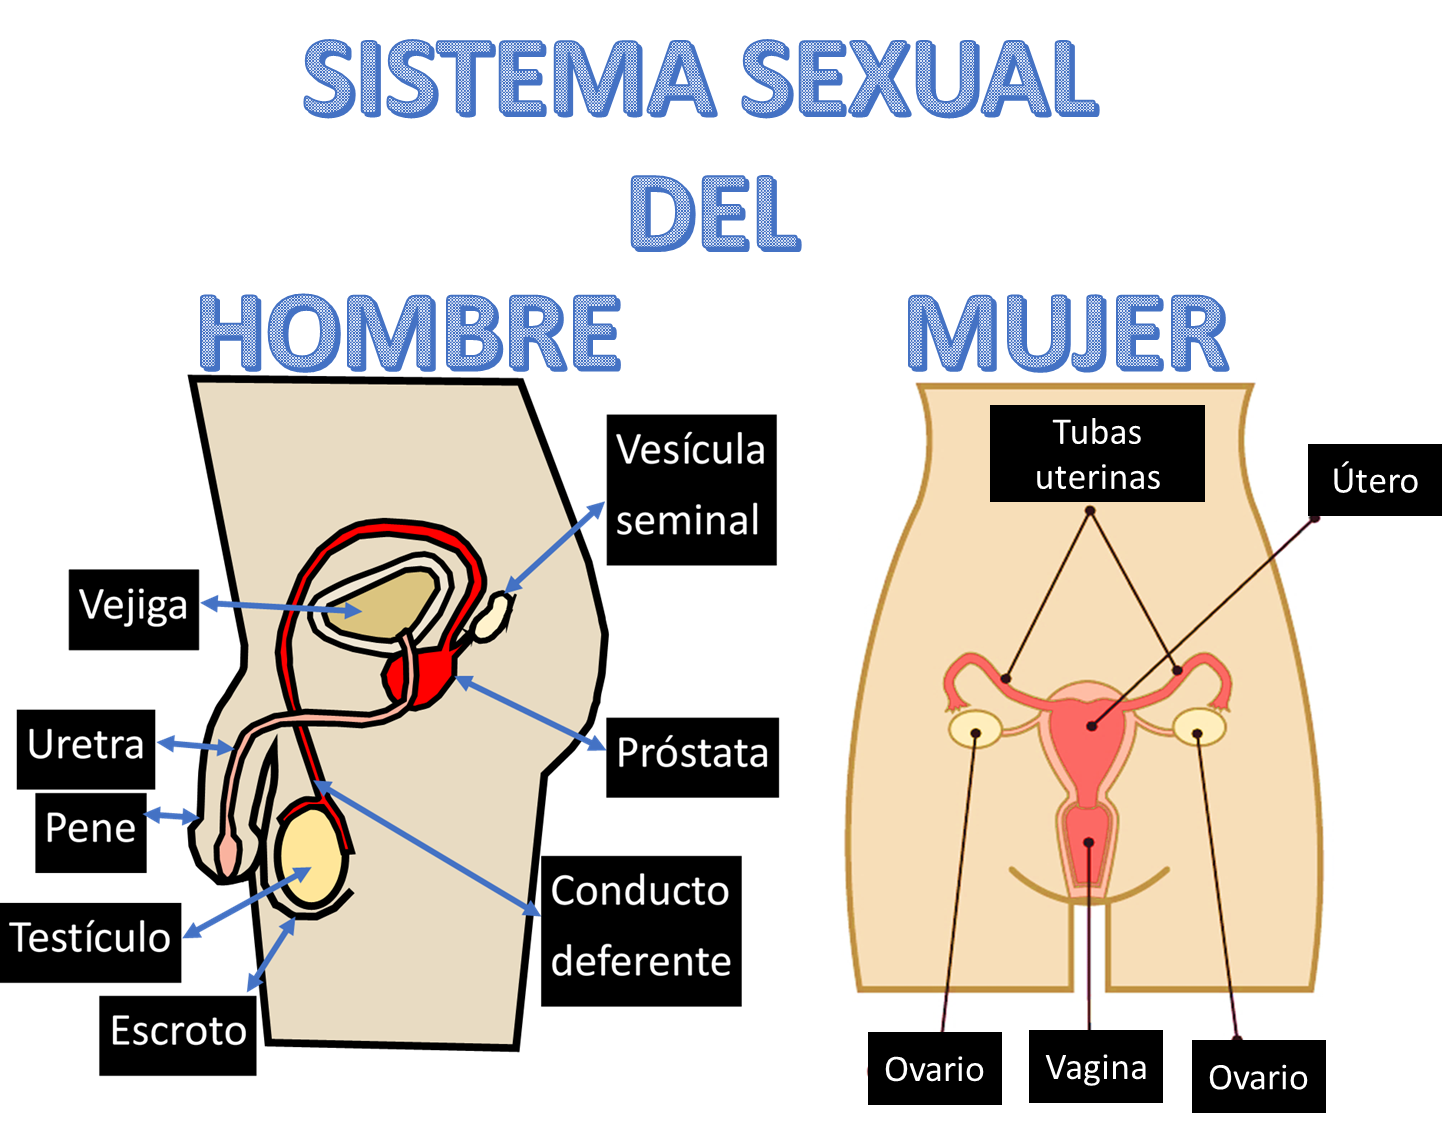 SISTEMA SEXUAL
DEL
HOMBRE
MUJER
Vesícula
seminal
Vejiga
Uretra
Próstata
Pene
Testículo
Conducto
deferente
Escroto
Tubas
uterinas
Útero
Ovario
Vagina
Ovario